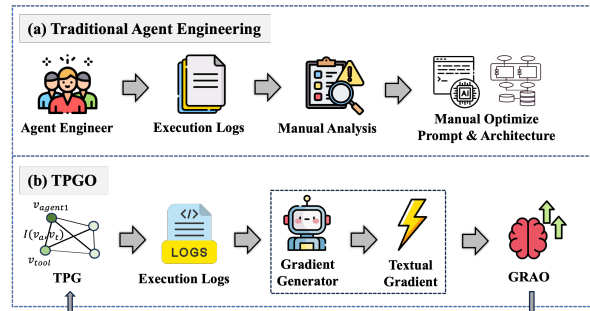 (a) Traditional Agent Engineering
Agent Engineer
Execution Logs
Manual Analysis
AI
Manual Optimize
Prompt & Architecture
(b) TPGO
v_agent1
I(v_a, v_t)
v_tool
TPG
</>
LOGS
Execution Logs
Gradient
Generator
Textual
Gradient
GRAO